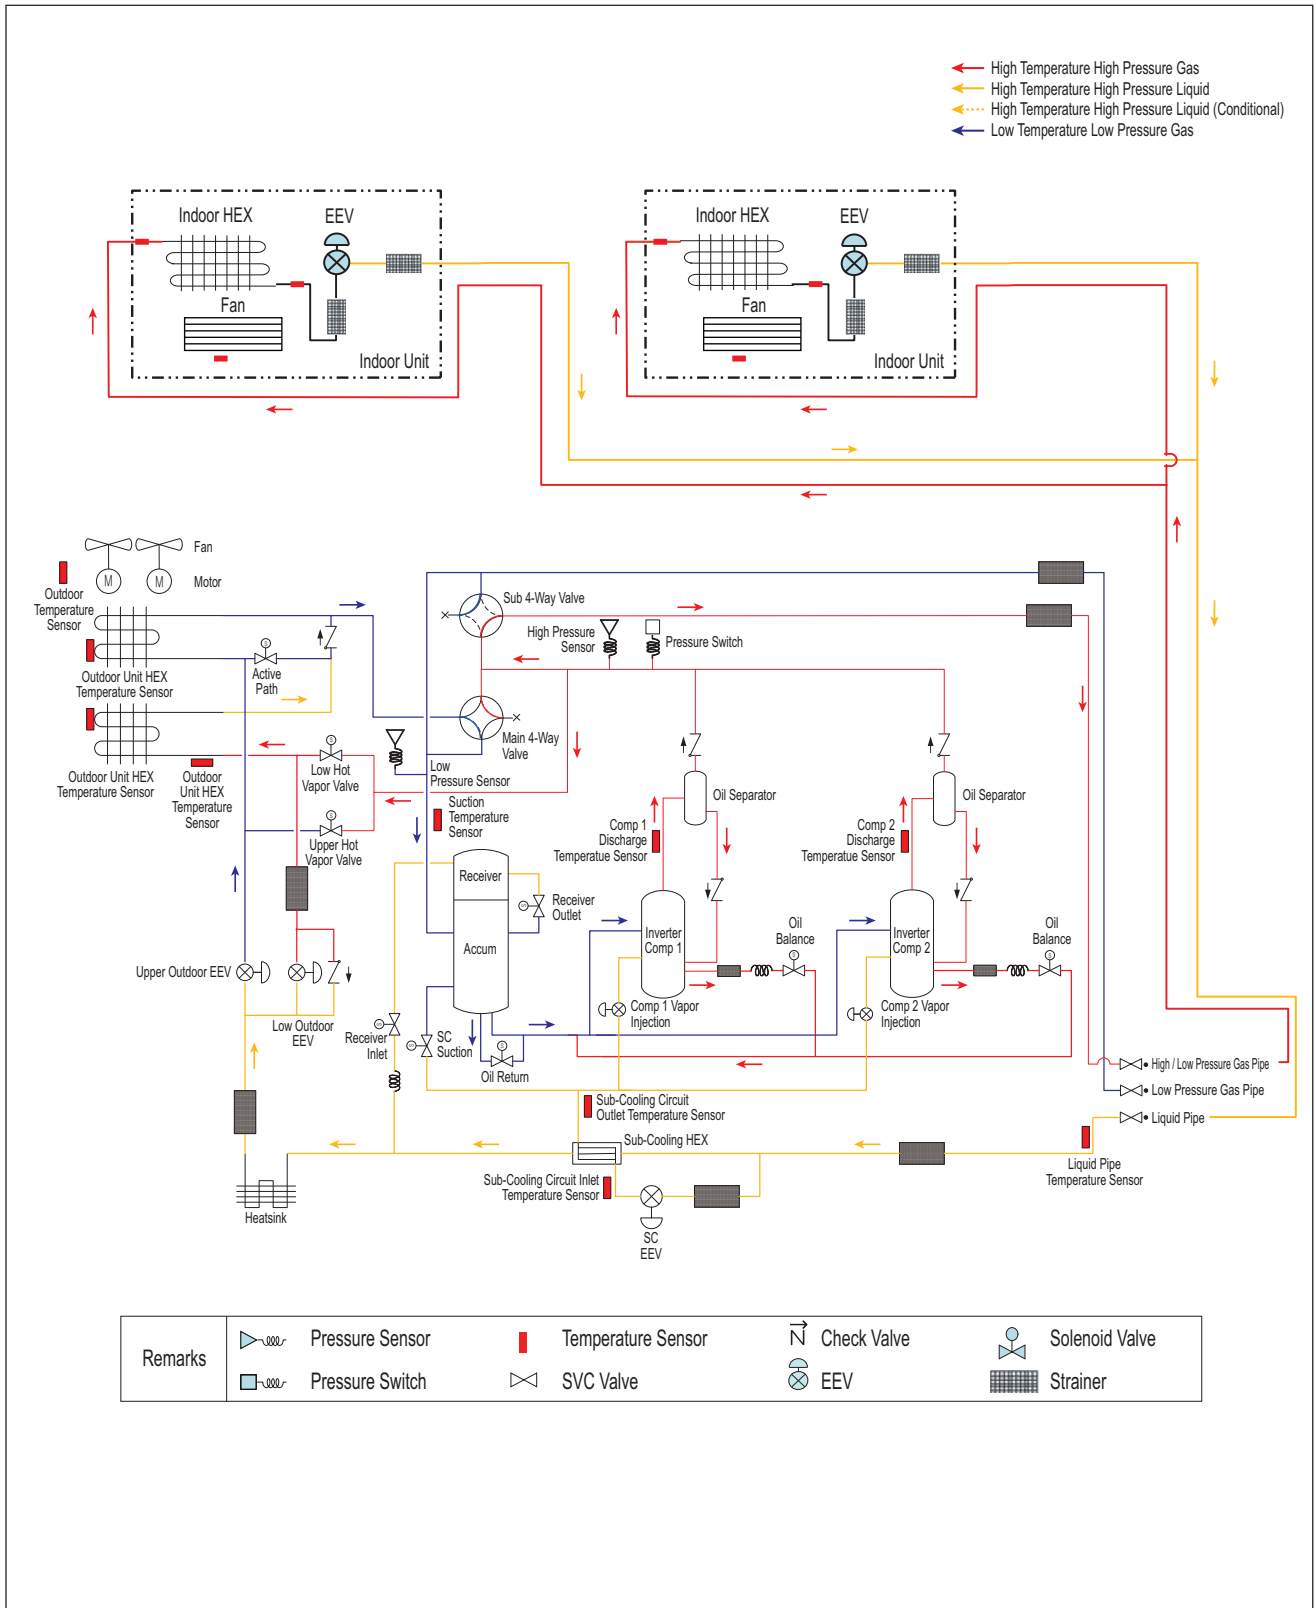 High Temperature High Pressure Gas
High Temperature High Pressure Liquid
High Temperature High Pressure Liquid (Conditional)
Low Temperature Low Pressure Gas
Indoor HEX
EEV
Fan
Indoor Unit
Indoor HEX
EEV
Fan
Indoor Unit
Fan
M
M
Motor
Outdoor
Temperature
Sensor
Sub 4-Way Valve
High Pressure
Sensor
Pressure Switch
S
Active
Path
Outdoor Unit HEX
Temperature Sensor
Main 4-Way
Valve
Low
Pressure Sensor
S
Low Hot
Vapor Valve
Outdoor Unit HEX
Temperature Sensor
Outdoor
Unit HEX
Temperature
Sensor
Suction
Temperature
Sensor
Oil Separator
Oil Separator
S
Upper Hot
Vapor Valve
Comp 1
Discharge
Temperatue Sensor
Comp 2
Discharge
Temperatue Sensor
Receiver
S
Receiver
Outlet
Accum
Inverter
Comp 1
Oil
Balance
S
Inverter
Comp 2
Oil
Balance
S
Upper Outdoor EEV
Low Outdoor
EEV
S
Receiver
Inlet
S
SC
Suction
S
Oil Return
Comp 1 Vapor
Injection
Comp 2 Vapor
Injection
High / Low Pressure Gas Pipe
Low Pressure Gas Pipe
Liquid Pipe
Sub-Cooling Circuit
Outlet Temperature Sensor
Sub-Cooling HEX
Sub-Cooling Circuit Inlet
Temperature Sensor
Liquid Pipe
Temperature Sensor
Heatsink
SC
EEV
Remarks
Pressure Sensor
Temperature Sensor
Check Valve
Solenoid Valve
Pressure Switch
SVC Valve
EEV
Strainer